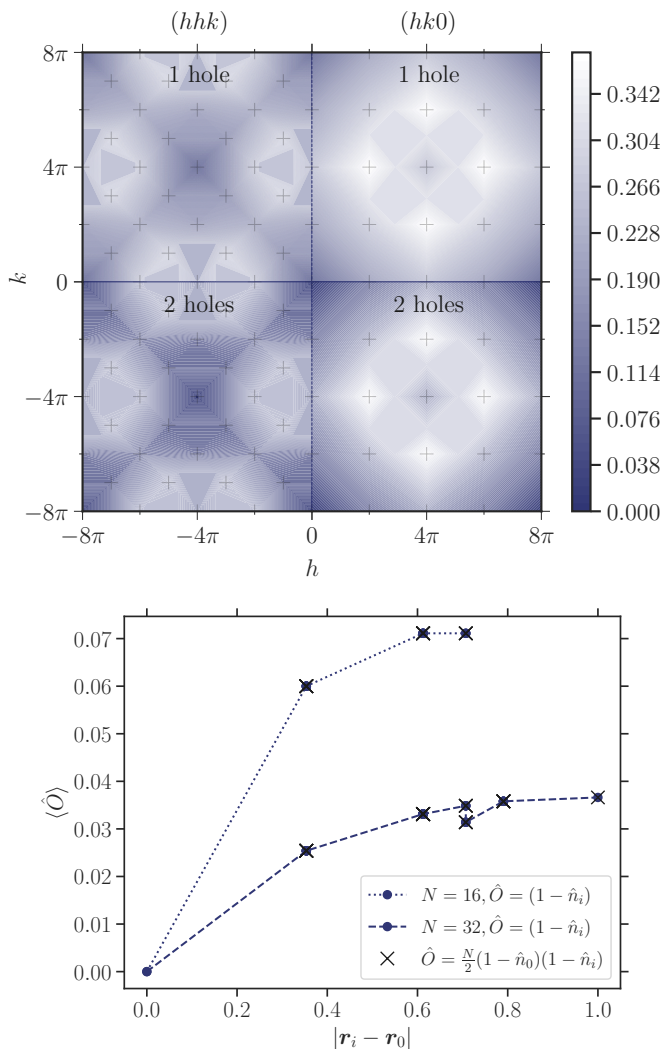 (hhk) (hk0)
8π
4π
0
−4π
−8π
k
1 hole 1 hole
2 holes 2 holes
−8π −4π 0 4π 8π
h
0.342
0.304
0.266
0.228
0.190
0.152
0.114
0.076
0.038
0.000
0.07
0.06
0.05
0.04
0.03
0.02
0.01
0.00
⟨Ô⟩
N = 16, Ô = (1 − n̂ᵢ)
N = 32, Ô = (1 − n̂ᵢ)
Ô = N/2 (1 − n̂₀)(1 − n̂ᵢ)
0.0 0.2 0.4 0.6 0.8 1.0
|rᵢ − r₀|